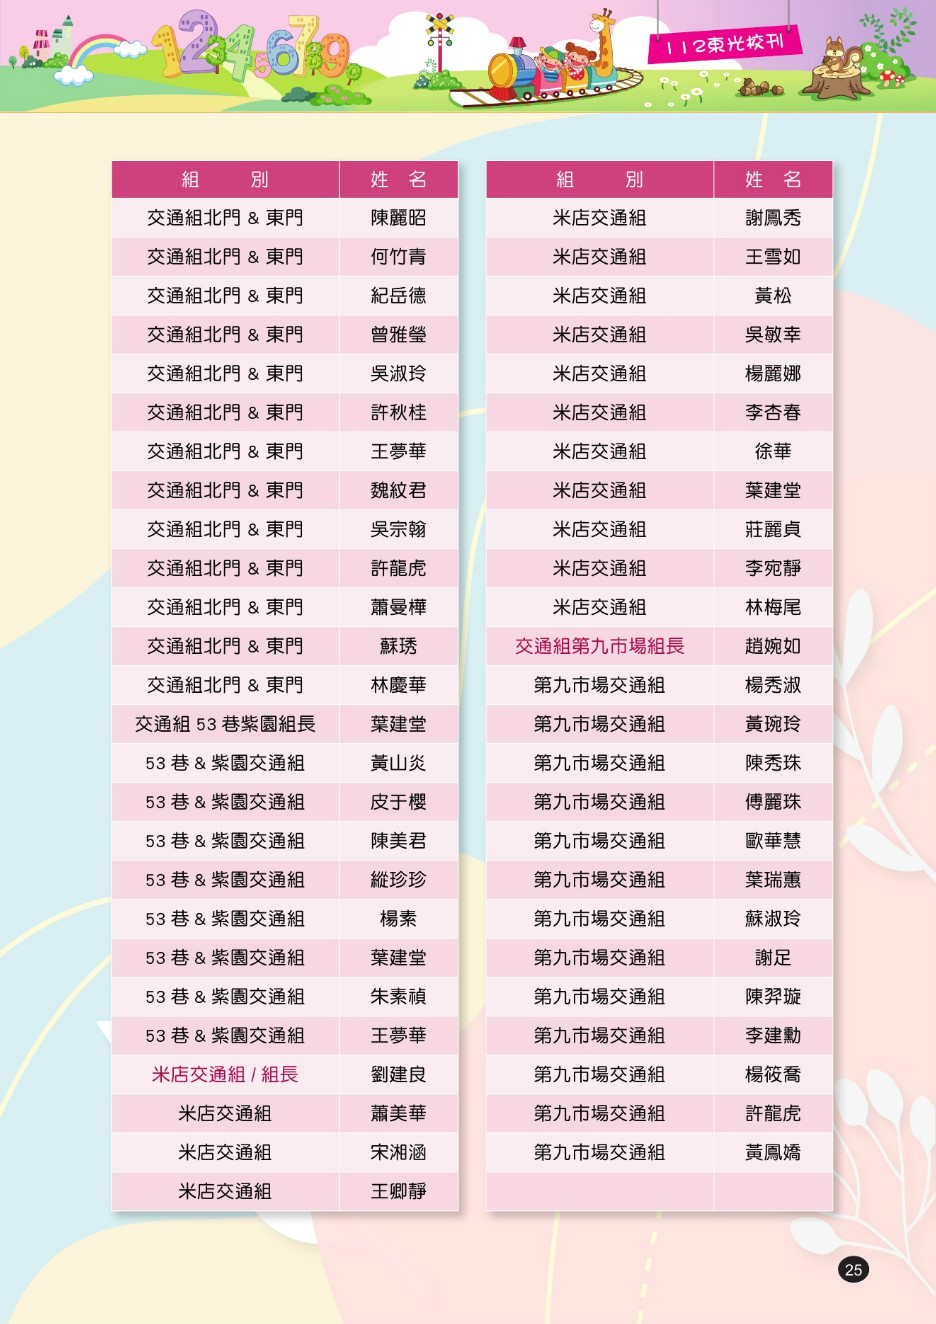 112東光校刊
組 別 姓 名
交通組北門 & 東門 陳麗昭
交通組北門 & 東門 何竹青
交通組北門 & 東門 紀岳德
交通組北門 & 東門 曾雅瑩
交通組北門 & 東門 吳淑玲
交通組北門 & 東門 許秋桂
交通組北門 & 東門 王夢華
交通組北門 & 東門 魏紋君
交通組北門 & 東門 吳宗翰
交通組北門 & 東門 許龍虎
交通組北門 & 東門 蕭曼樺
交通組北門 & 東門 蘇琇
交通組北門 & 東門 林慶華
交通組 53 巷紫園組長 葉建堂
53 巷 & 紫園交通組 黃山炎
53 巷 & 紫園交通組 皮于櫻
53 巷 & 紫園交通組 陳美君
53 巷 & 紫園交通組 縱珍珍
53 巷 & 紫園交通組 楊素
53 巷 & 紫園交通組 葉建堂
53 巷 & 紫園交通組 朱素禎
53 巷 & 紫園交通組 王夢華
米店交通組 / 組長 劉建良
米店交通組 蕭美華
米店交通組 宋湘涵
米店交通組 王卿靜
組 別 姓 名
米店交通組 謝鳳秀
米店交通組 王雪如
米店交通組 黃松
米店交通組 吳敏幸
米店交通組 楊麗娜
米店交通組 李杏春
米店交通組 徐華
米店交通組 葉建堂
米店交通組 莊麗貞
米店交通組 李宛靜
米店交通組 林梅尾
交通組第九市場組長 趙婉如
第九市場交通組 楊秀淑
第九市場交通組 黃琬玲
第九市場交通組 陳秀珠
第九市場交通組 傅麗珠
第九市場交通組 歐華慧
第九市場交通組 葉瑞蕙
第九市場交通組 蘇淑玲
第九市場交通組 謝足
第九市場交通組 陳羿璇
第九市場交通組 李建勳
第九市場交通組 楊筱喬
第九市場交通組 許龍虎
第九市場交通組 黃鳳嬌
25